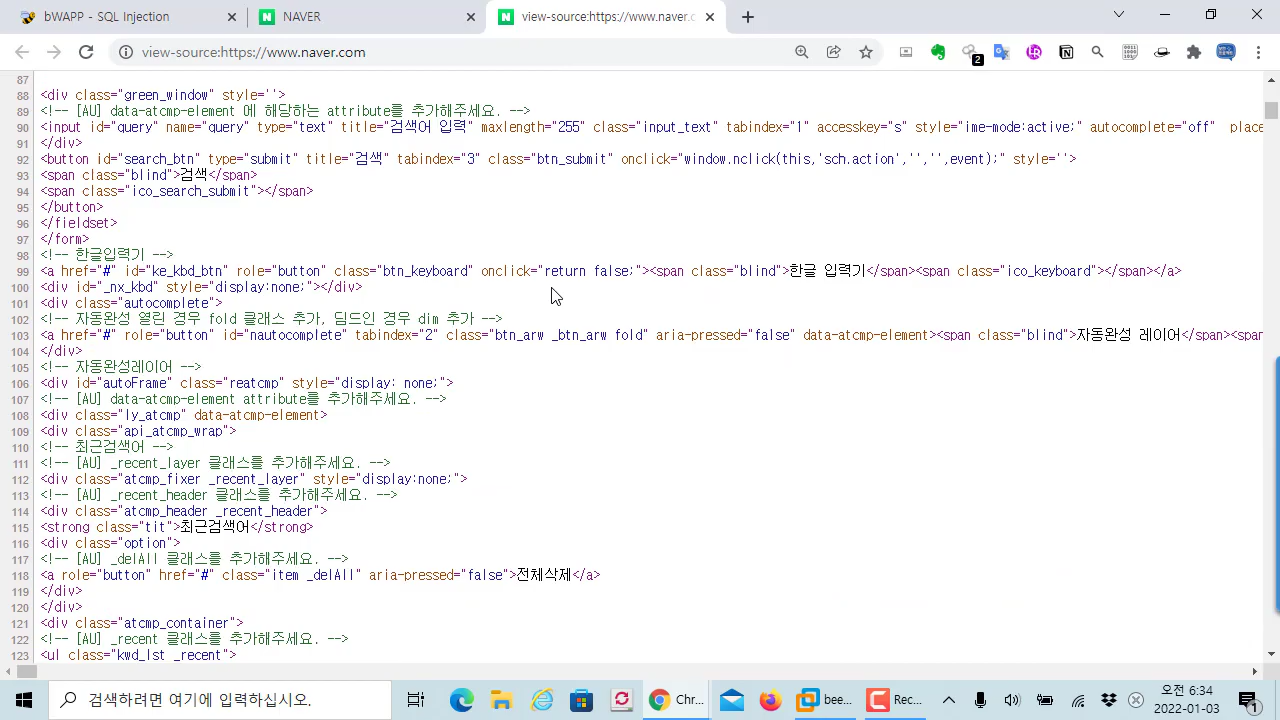 bWAPP - SQL Injection
NAVER
view-source:https://www.naver.c
view-source:https://www.naver.com
2
87
88 <div class="green_window" style=''>
89 <!-- [AU] data-atcmp-element 에 해당하는 attribute를 추가해주세요. -->
90 <input id="query" name="query" type="text" title="검색어 입력" maxlength="255" class="input_text" tabindex="1" accesskey="s" style="ime-mode:active;" autocomplete="off" place
91 </div>
92 <button id="search_btn" type="submit" title="검색" tabindex="3" class="btn_submit" onclick="window.nclick(this,'sch.action','','',event);" style=''>
93 <span class="blind">검색</span>
94 <span class="ico_search_submit"></span>
95 </button>
96 </fieldset>
97 </form>
98 <!-- 한글입력기 -->
99 <a href="#" id="ke_kbd_btn" role="button" class="btn_keyboard" onclick="return false;"><span class="blind">한글 입력기</span><span class="ico_keyboard"></span></a>
100 <div id="_nx_kbd" style="display:none;"></div>
101 <div class="autocomplete">
102 <!-- 자동완성 열린 경우 fold 클래스 추가, 딤드인 경우 dim 추가 -->
103 <a href="#" role="button" id="nautocomplete" tabindex="2" class="btn_arw _btn_arw fold" aria-pressed="false" data-atcmp-element><span class="blind">자동완성 레이어</span><span
104 </div>
105 <!-- 자동완성레이어 -->
106 <div id="autoFrame" class="reatcmp" style="display: none;">
107 <!-- [AU] data-atcmp-element attribute를 추가해주세요. -->
108 <div class="ly_atcmp" data-atcmp-element>
109 <div class="api_atcmp_wrap">
110 <!-- 최근검색어 -->
111 <!-- [AU] _recent_layer 클래스를 추가해주세요. -->
112 <div class="atcmp_fixer _recent_layer" style="display:none;">
113 <!-- [AU] _recent_header 클래스를 추가해주세요. -->
114 <div class="atcmp_header _recent_header">
115 <strong class="tit">최근검색어</strong>
116 <div class="option">
117 <!-- [AU] _delAll 클래스를 추가해주세요. -->
118 <a role="button" href="#" class="item _delAll" aria-pressed="false">전체삭제</a>
119 </div>
120 </div>
121 <div class="atcmp_container">
122 <!-- [AU] _recent 클래스를 추가해주세요. -->
123 <ul class="kwd_lst _recent">
검색하려면 여기에 입력하십시오.
Chr...
bee...
Rec...
오전 6:34
2022-01-03
1